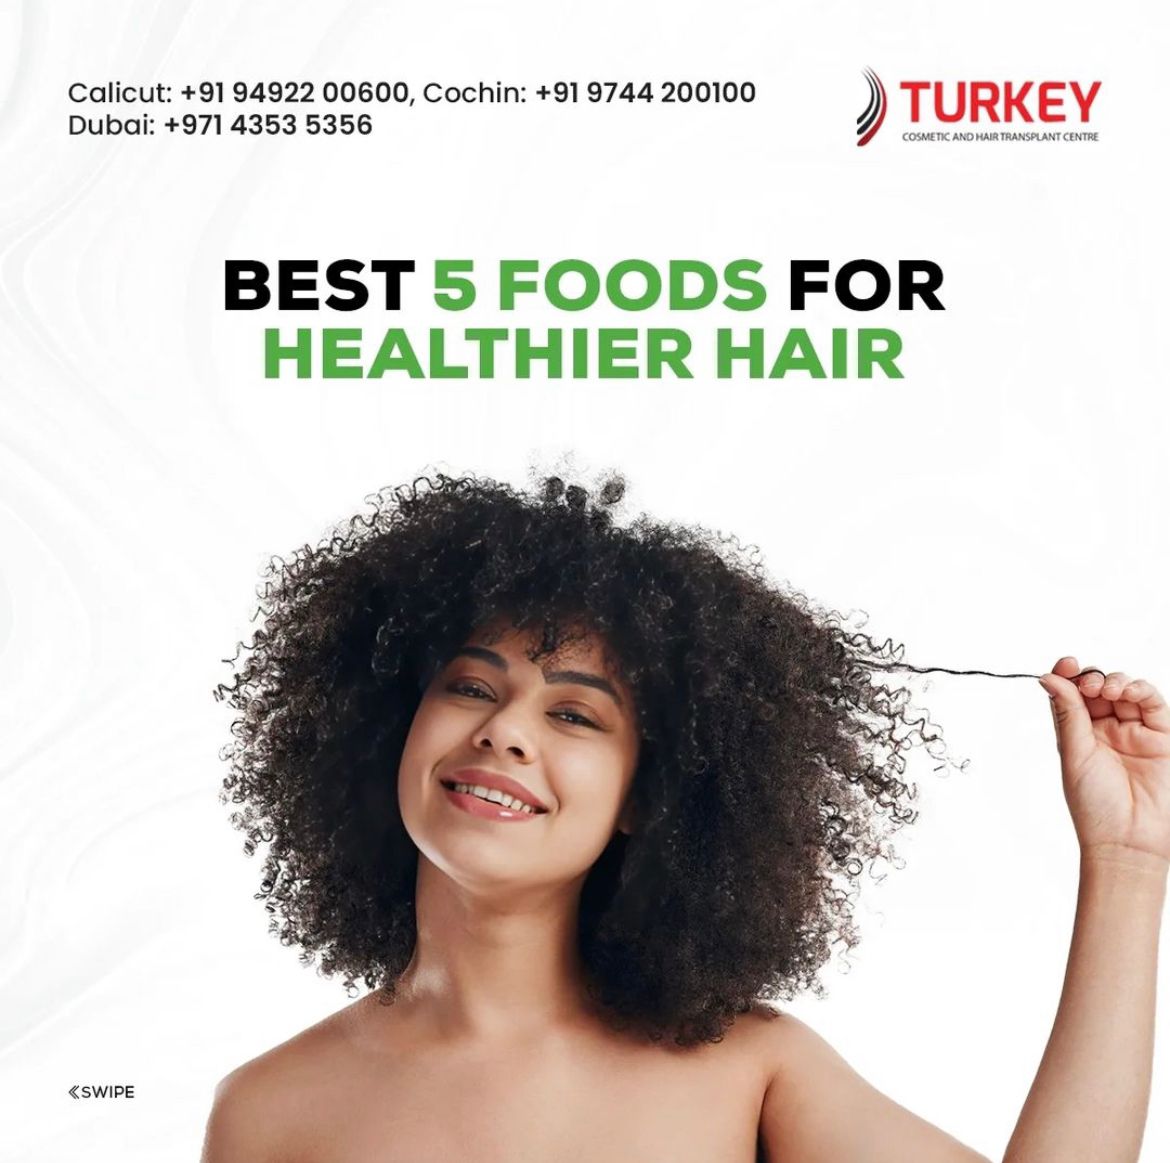 Calicut: +91 94922 00600, Cochin: +91 9744 200100
Dubai: +971 4353 5356
TURKEY
COSMETIC AND HAIR TRANSPLANT CENTRE
BEST 5 FOODS FOR
HEALTHIER HAIR
«SWIPE